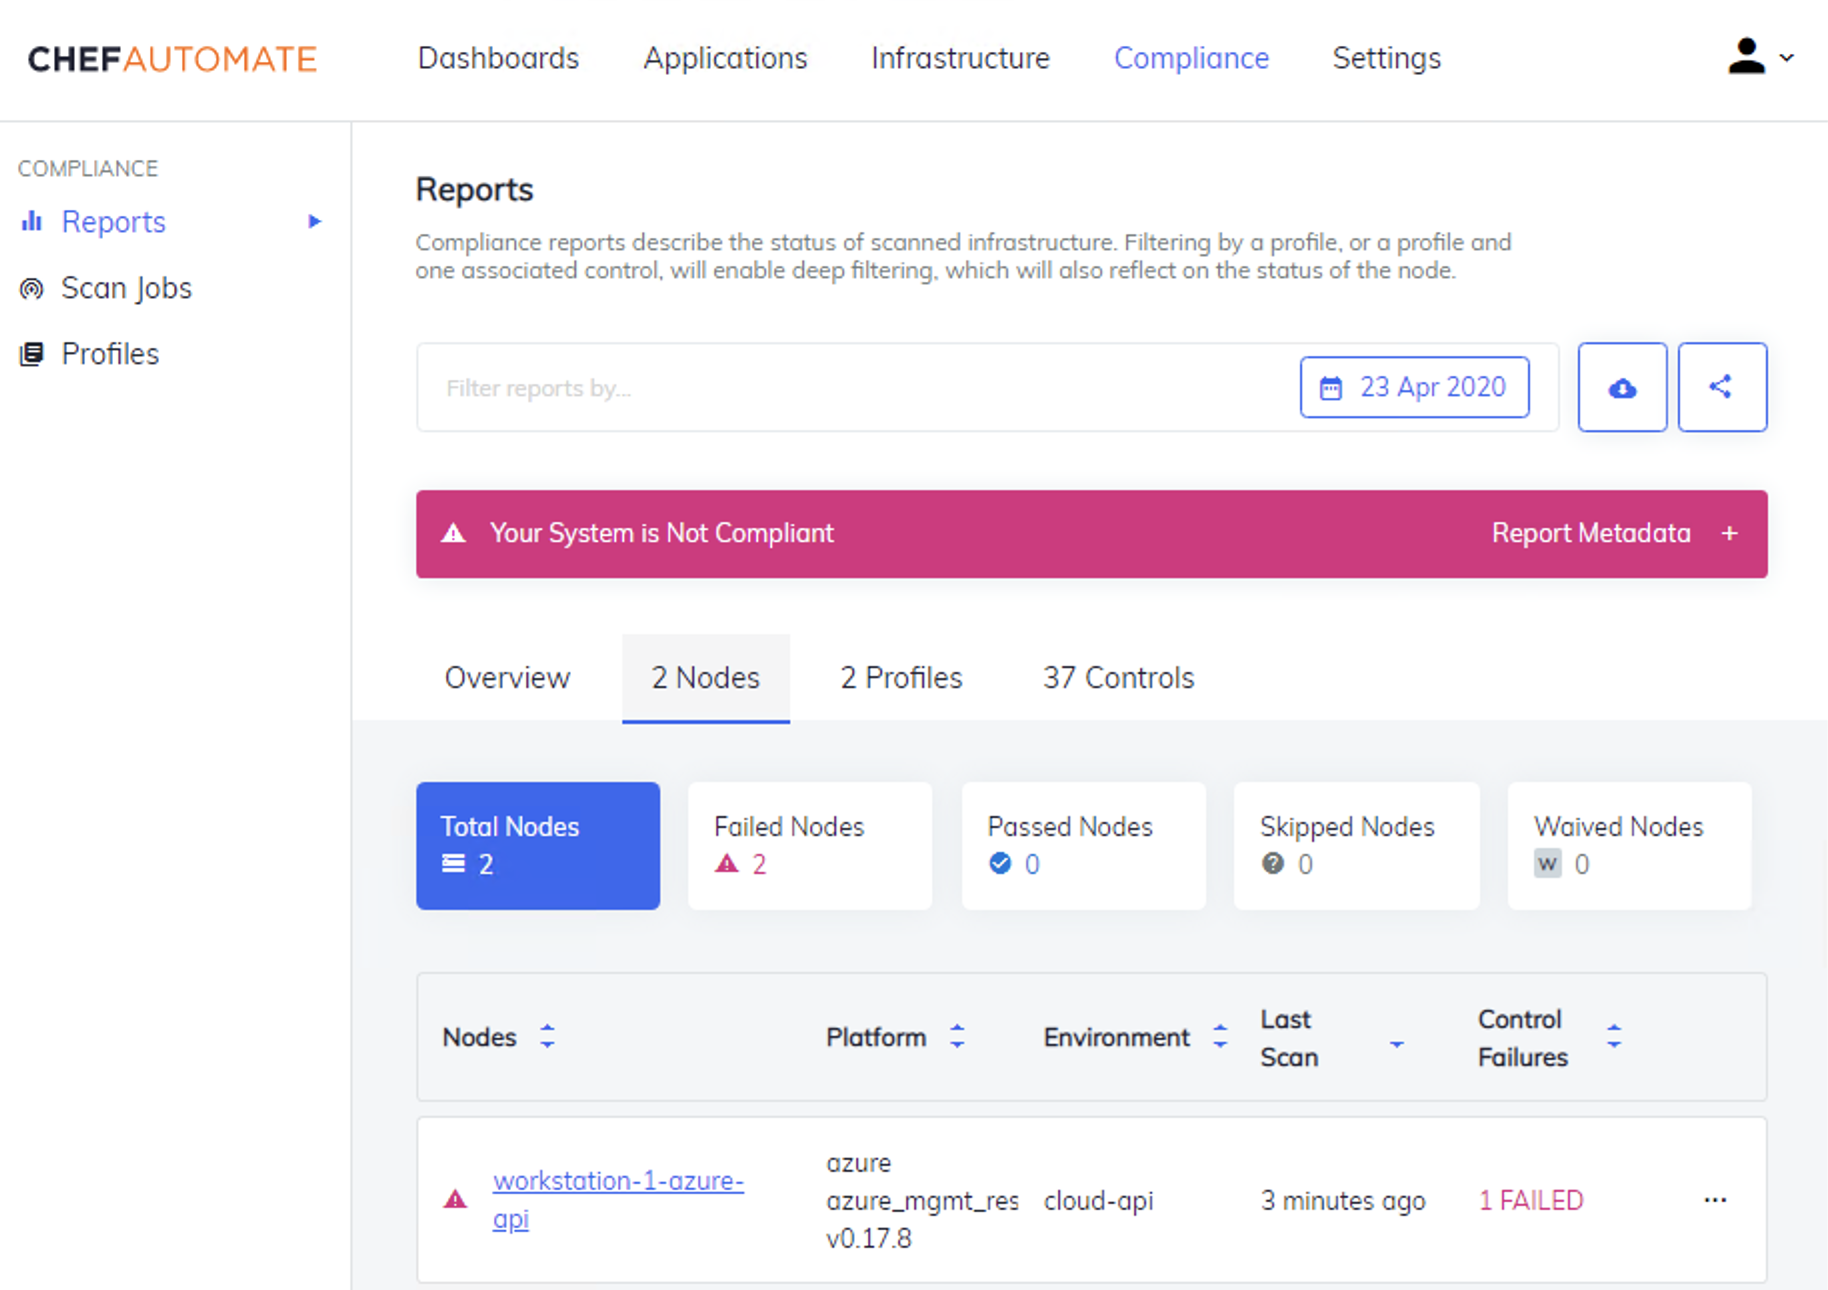 CHEFAUTOMATE
Dashboards
Applications
Infrastructure
Compliance
Settings
COMPLIANCE
Reports
Scan Jobs
Profiles
Reports
Compliance reports describe the status of scanned infrastructure. Filtering by a profile, or a profile and
one associated control, will enable deep filtering, which will also reflect on the status of the node.
Filter reports by...
23 Apr 2020
Your System is Not Compliant
Report Metadata +
Overview
2 Nodes
2 Profiles
37 Controls
Total Nodes
2
Failed Nodes
2
Passed Nodes
0
Skipped Nodes
0
Waived Nodes
W 0
Nodes
Platform
Environment
Last
Scan
Control
Failures
workstation-1-azure-
api
azure
azure_mgmt_res
v0.17.8
cloud-api
3 minutes ago
1 FAILED
...